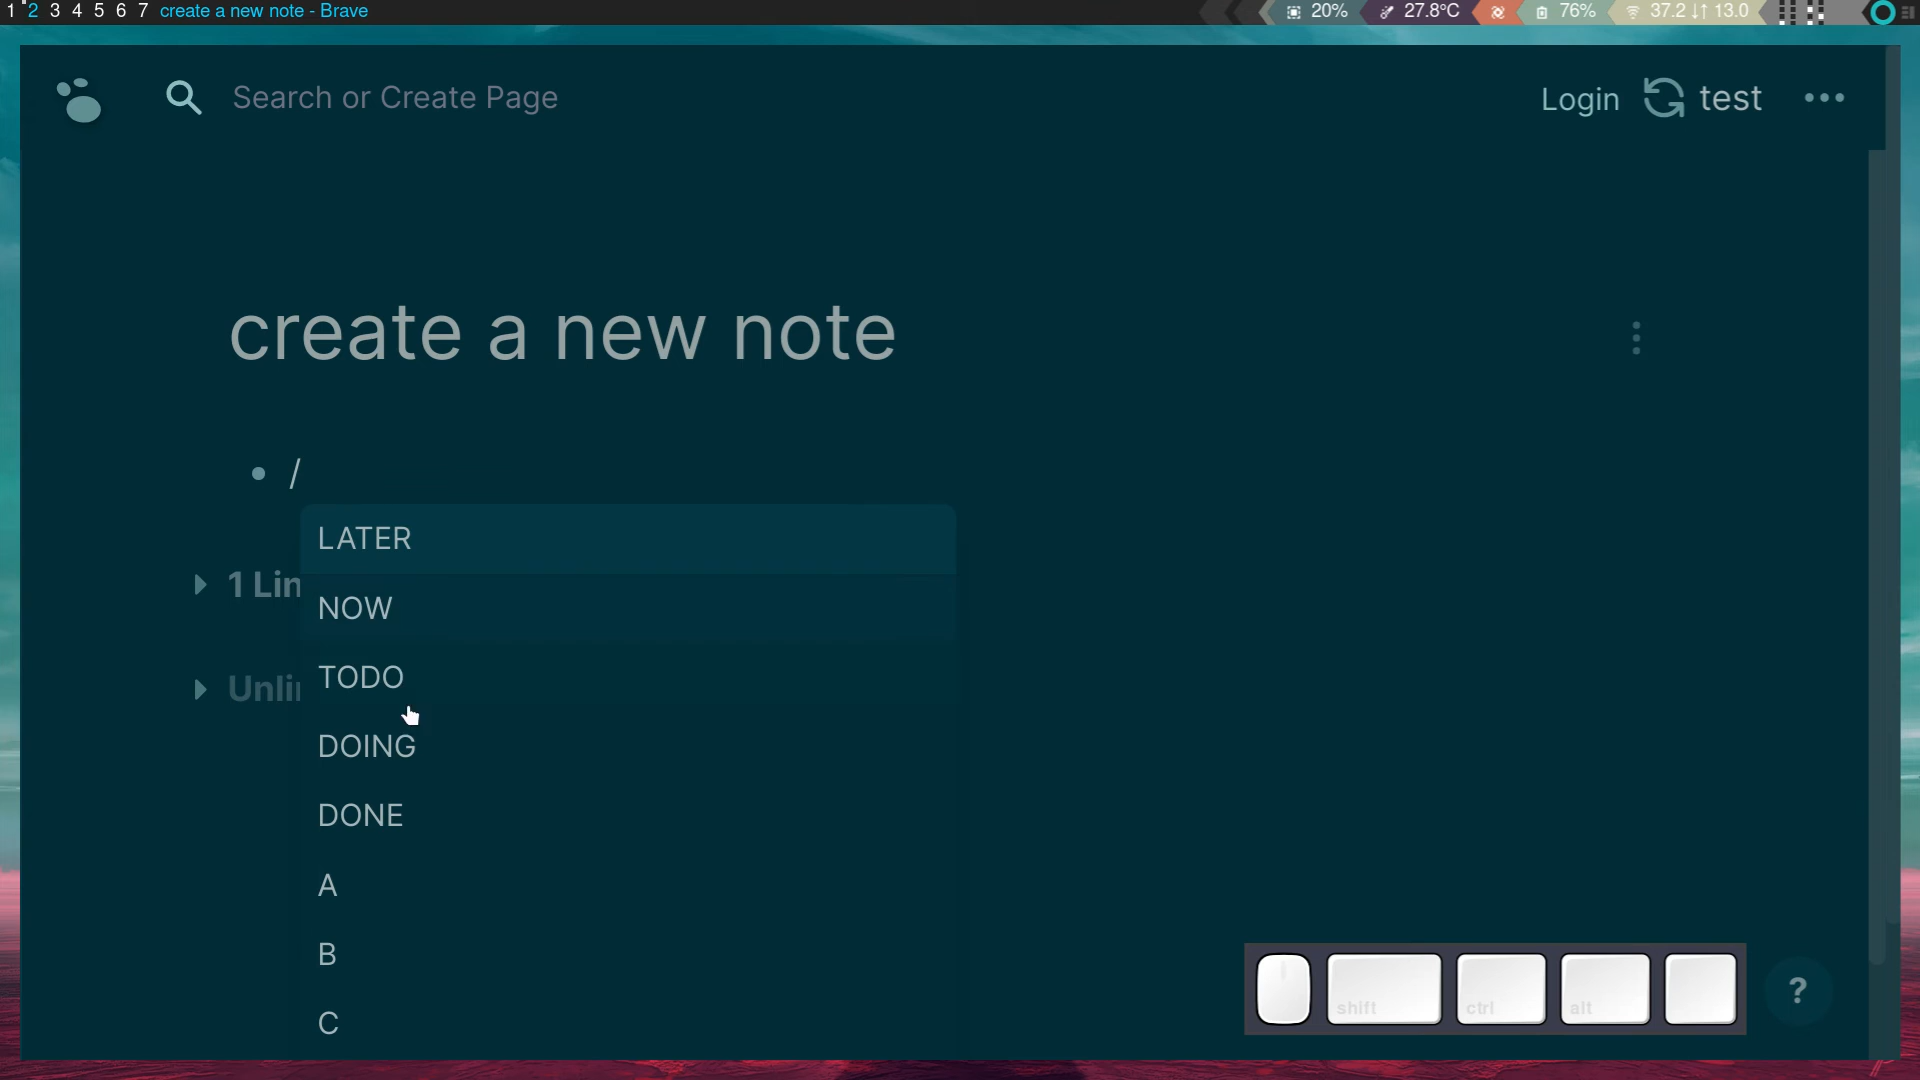 1 2 3 4 5 6 7 create a new note - Brave 20% 27.8°C 76% 37.2 ↓↑ 13.0
Search or Create Page Login test
create a new note
/
LATER
1 Lin
NOW
TODO
Unli
DOING
DONE
A
B
C
shift ctrl alt ?